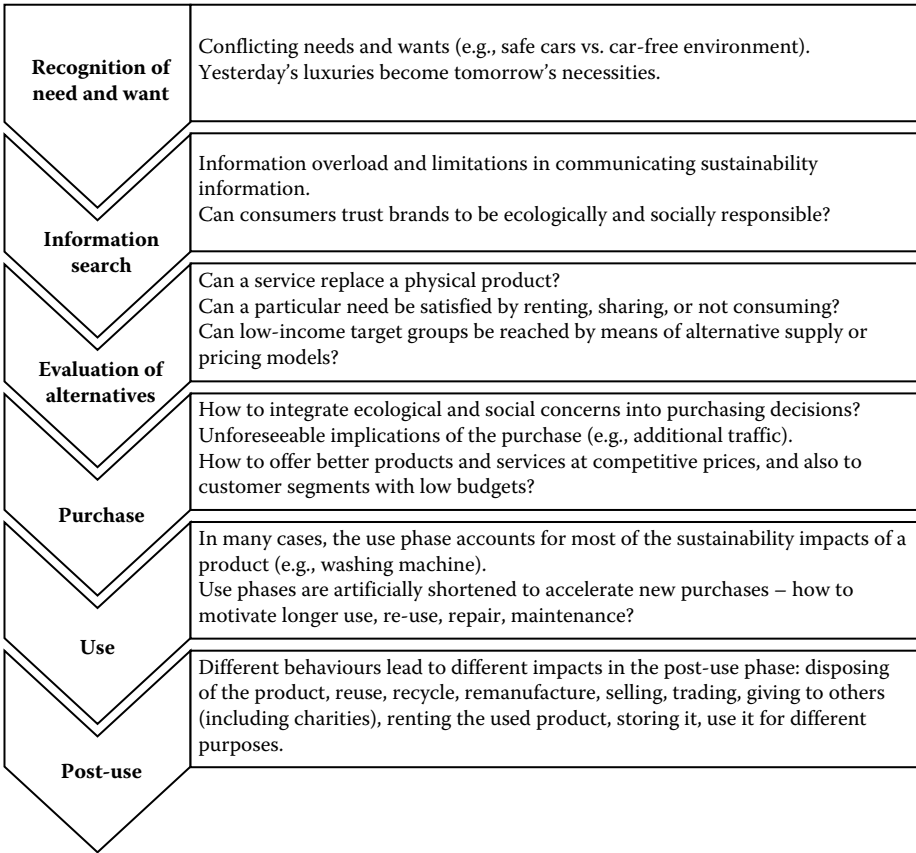 Recognition of
need and want
Conflicting needs and wants (e.g., safe cars vs. car-free environment).
Yesterday’s luxuries become tomorrow’s necessities.
Information
search
Information overload and limitations in communicating sustainability
information.
Can consumers trust brands to be ecologically and socially responsible?
Evaluation of
alternatives
Can a service replace a physical product?
Can a particular need be satisfied by renting, sharing, or not consuming?
Can low-income target groups be reached by means of alternative supply or
pricing models?
Purchase
How to integrate ecological and social concerns into purchasing decisions?
Unforeseeable implications of the purchase (e.g., additional traffic).
How to offer better products and services at competitive prices, and also to
customer segments with low budgets?
Use
In many cases, the use phase accounts for most of the sustainability impacts of a
product (e.g., washing machine).
Use phases are artificially shortened to accelerate new purchases – how to
motivate longer use, re-use, repair, maintenance?
Post-use
Different behaviours lead to different impacts in the post-use phase: disposing
of the product, reuse, recycle, remanufacture, selling, trading, giving to others
(including charities), renting the used product, storing it, use it for different
purposes.